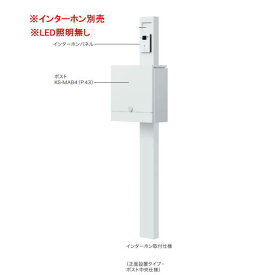 ※インターホン別売
※LED照明無し
インターホンパネル
ポスト
KS-MAB4(P.43)
インターホン取付仕様
(正面設置タイプ・
ポスト中央仕様)